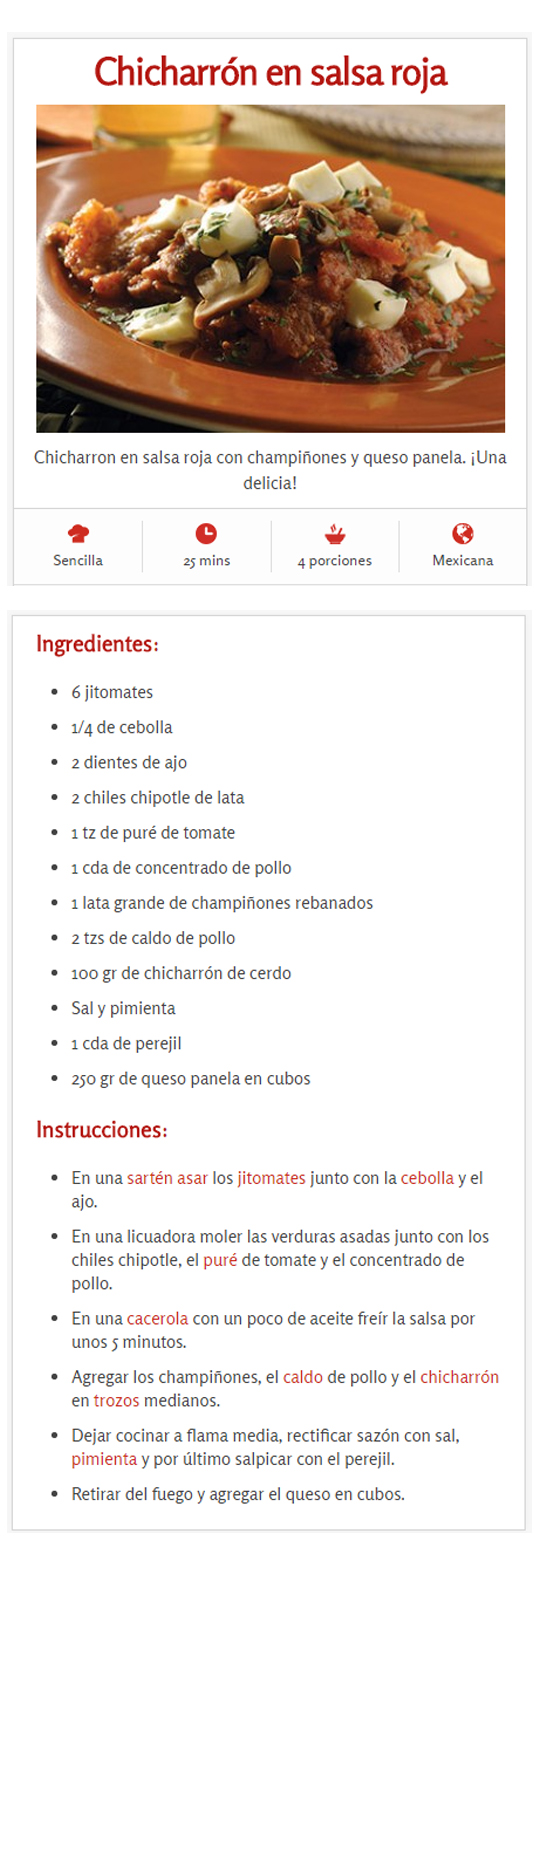 Chicharrón en salsa roja
Chicharron en salsa roja con champiñones y queso panela. ¡Una
delicia!
Sencilla
25 mins
4 porciones
Mexicana
Ingredientes:
• 6 jitomates
• 1/4 de cebolla
• 2 dientes de ajo
• 2 chiles chipotle de lata
• 1 tz de puré de tomate
• 1 cda de concentrado de pollo
• 1 lata grande de champiñones rebanados
• 2 tzs de caldo de pollo
• 100 gr de chicharrón de cerdo
• Sal y pimienta
• 1 cda de perejil
• 250 gr de queso panela en cubos
Instrucciones:
• En una sartén asar los jitomates junto con la cebolla y el
ajo.
• En una licuadora moler las verduras asadas junto con los
chiles chipotle, el puré de tomate y el concentrado de
pollo.
• En una cacerola con un poco de aceite freír la salsa por
unos 5 minutos.
• Agregar los champiñones, el caldo de pollo y el chicharrón
en trozos medianos.
• Dejar cocinar a flama media, rectificar sazón con sal,
pimienta y por último salpicar con el perejil.
• Retirar del fuego y agregar el queso en cubos.